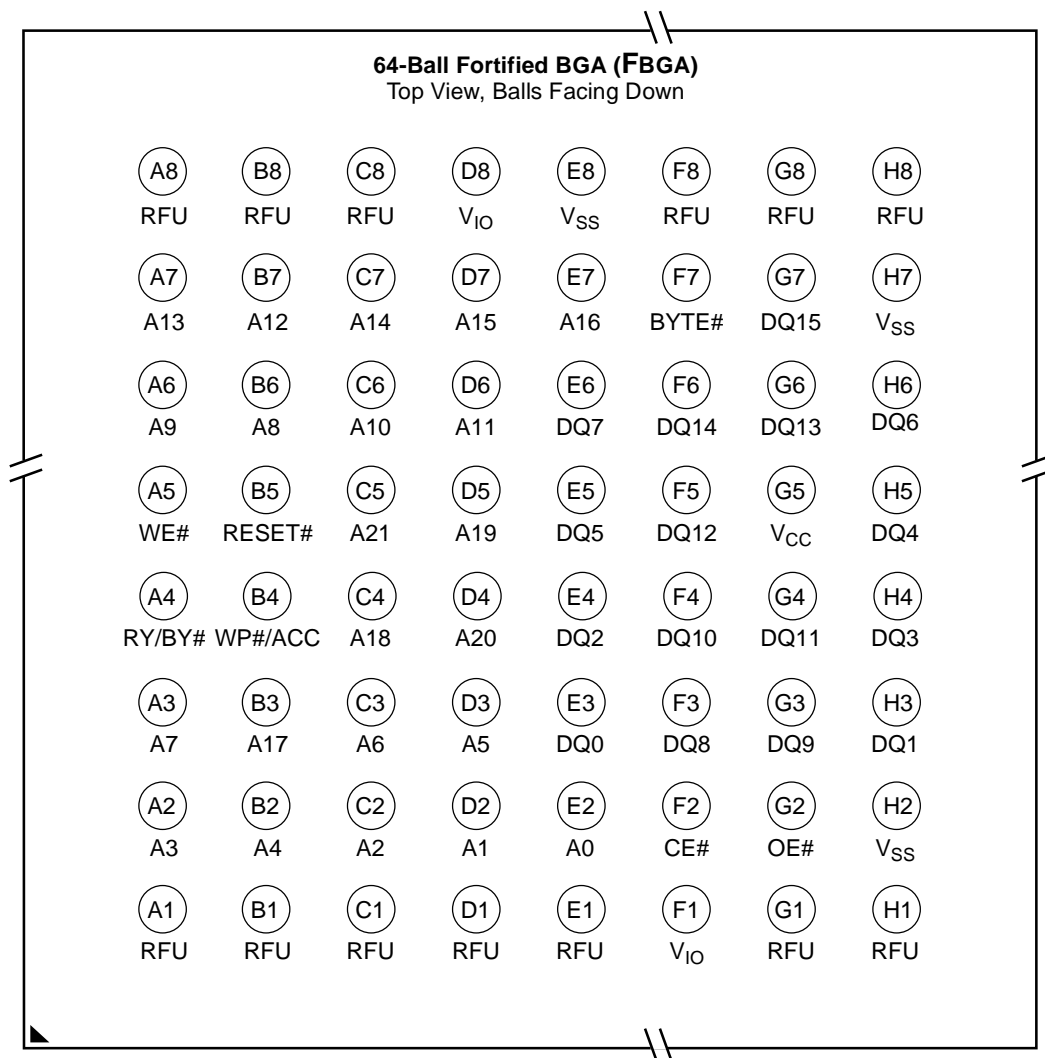 64-Ball Fortified BGA (FBGA)
Top View, Balls Facing Down
A8 B8 C8 D8 E8 F8 G8 H8
RFU RFU RFU VIO VSS RFU RFU RFU
A7 B7 C7 D7 E7 F7 G7 H7
A13 A12 A14 A15 A16 BYTE# DQ15 VSS
A6 B6 C6 D6 E6 F6 G6 H6
A9 A8 A10 A11 DQ7 DQ14 DQ13 DQ6
A5 B5 C5 D5 E5 F5 G5 H5
WE# RESET# A21 A19 DQ5 DQ12 VCC DQ4
A4 B4 C4 D4 E4 F4 G4 H4
RY/BY# WP#/ACC A18 A20 DQ2 DQ10 DQ11 DQ3
A3 B3 C3 D3 E3 F3 G3 H3
A7 A17 A6 A5 DQ0 DQ8 DQ9 DQ1
A2 B2 C2 D2 E2 F2 G2 H2
A3 A4 A2 A1 A0 CE# OE# VSS
A1 B1 C1 D1 E1 F1 G1 H1
RFU RFU RFU RFU RFU VIO RFU RFU